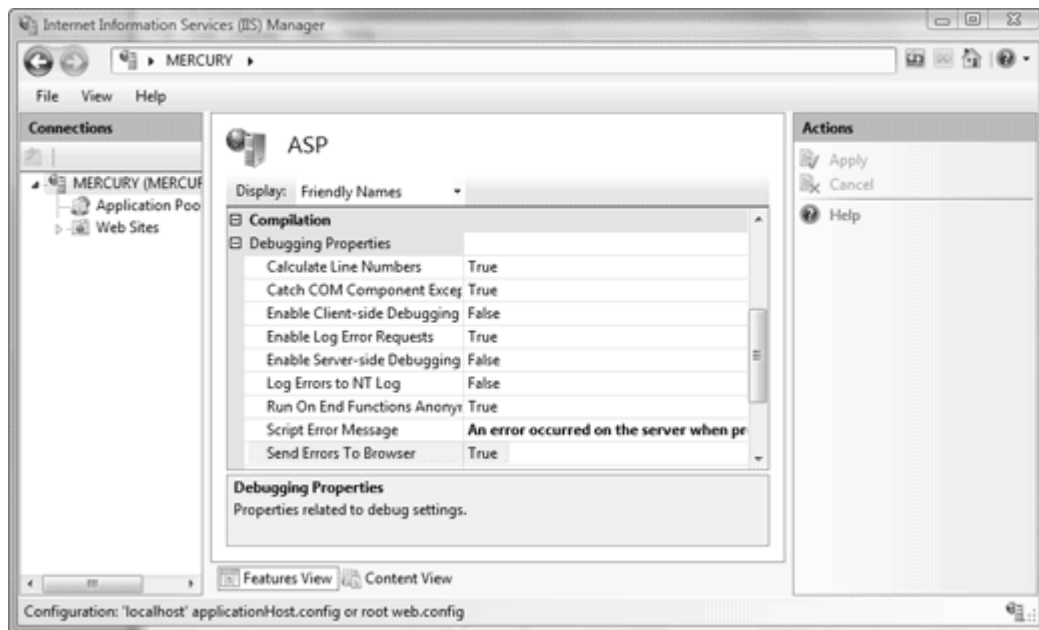 Internet Information Services (IIS) Manager
MERCURY
File View Help
Connections
MERCURY (MERCUR
Application Poo
Web Sites
ASP
Display: Friendly Names
Compilation
Debugging Properties
Calculate Line Numbers True
Catch COM Component Excep True
Enable Client-side Debugging False
Enable Log Error Requests True
Enable Server-side Debugging False
Log Errors to NT Log False
Run On End Functions Anonyr True
Script Error Message An error occurred on the server when pr
Send Errors To Browser True
Debugging Properties
Properties related to debug settings.
Features View Content View
Actions
Apply
Cancel
Help
Configuration: 'localhost' applicationHost.config or root web.config